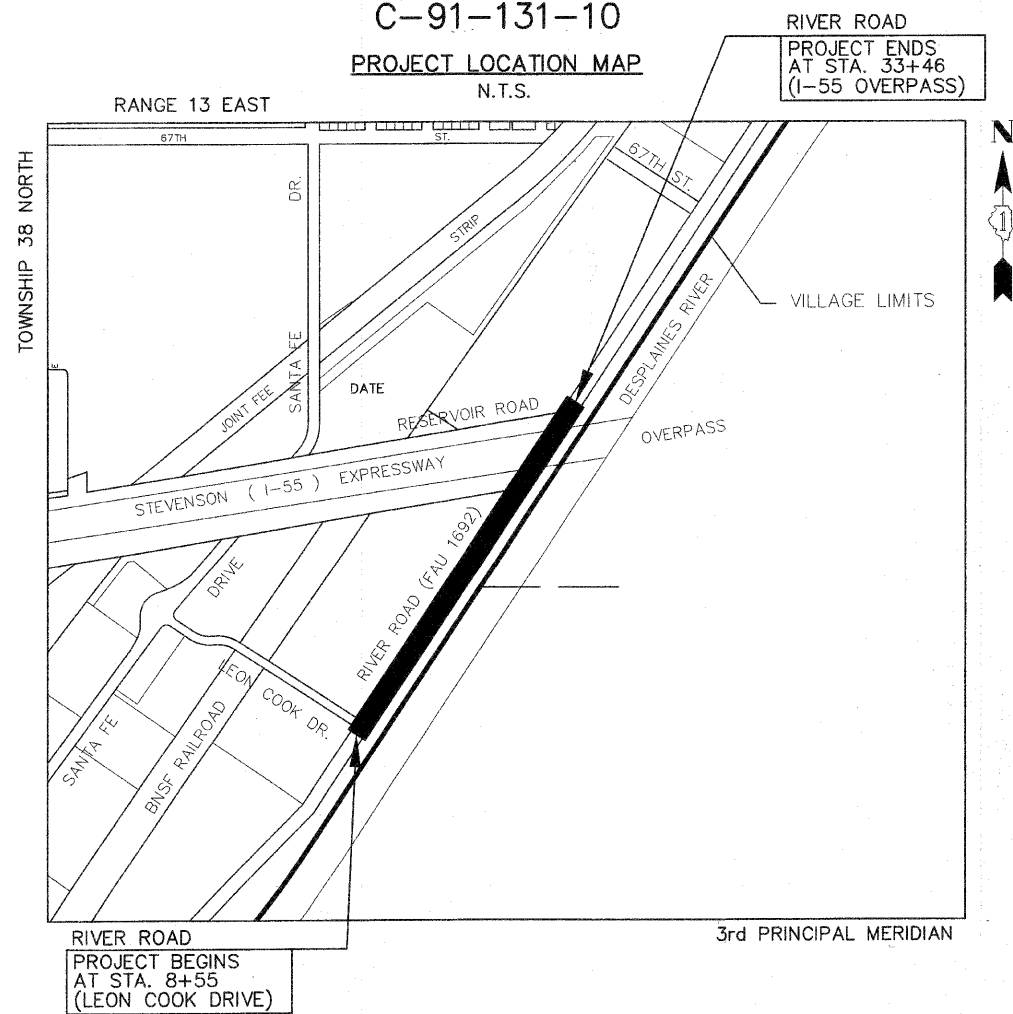 C-91-131-10
PROJECT LOCATION MAP
N.T.S.
RIVER ROAD
PROJECT ENDS
AT STA. 33+46
(I-55 OVERPASS)
RANGE 13 EAST
TOWNSHIP 38 NORTH
67TH
ST.
67TH ST.
N
1
DR.
SANTA FE
STRIP
JOINT FEE
DATE
VILLAGE LIMITS
DESPLAINES RIVER
RESERVOIR ROAD
OVERPASS
STEVENSON ( I-55 ) EXPRESSWAY
E
DRIVE
RIVER ROAD (FAU 1692)
LEON COOK DR.
SANTA FE
BNSF RAILROAD
3rd PRINCIPAL MERIDIAN
RIVER ROAD
PROJECT BEGINS
AT STA. 8+55
(LEON COOK DRIVE)